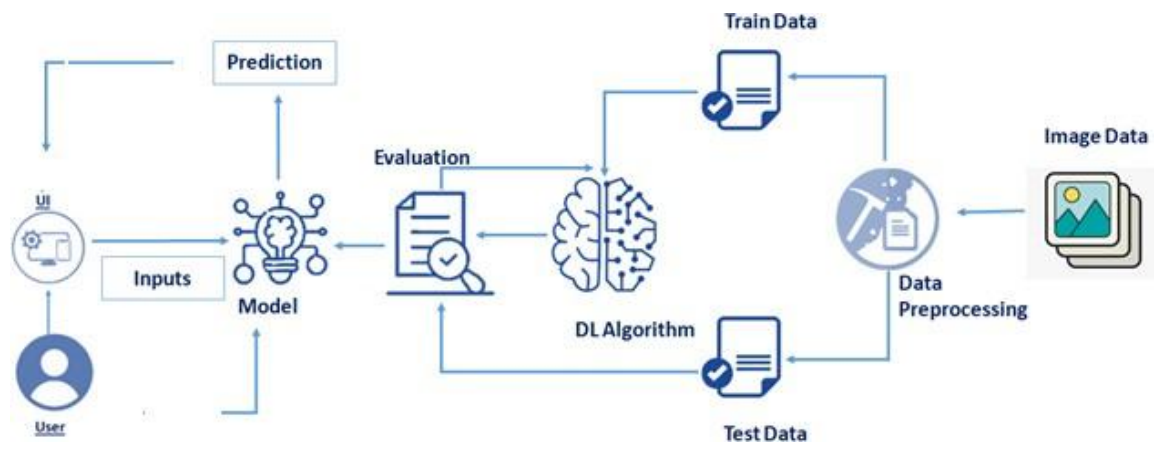 Train Data
Prediction
Image Data
Evaluation
UI
Inputs
Model
Data
Preprocessing
DL Algorithm
User
Test Data